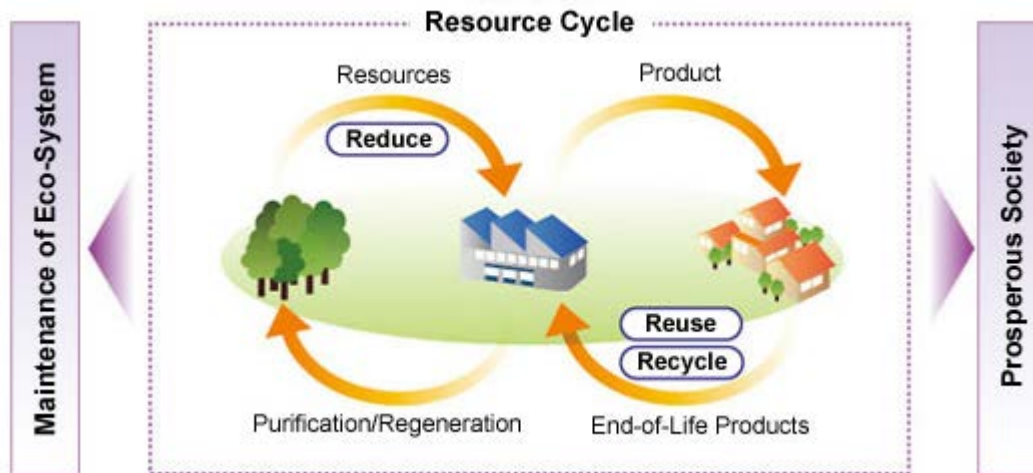 Resource Cycle
Maintenance of Eco-System
Resources
Product
Reduce
Reuse
Recycle
Purification/Regeneration
End-of-Life Products
Prosperous Society